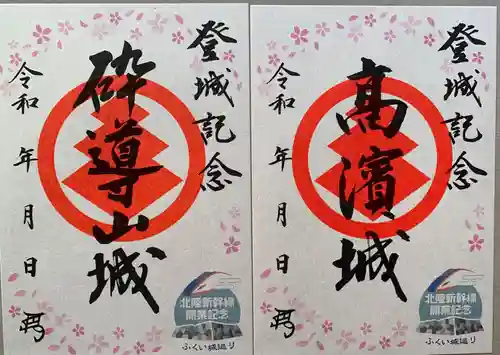 登城記念
砕導山城
令和 年 月 日
北陸新幹線
開業記念
ふくい城巡り
登城記念
高濱城
令和 年 月 日
北陸新幹線
開業記念
ふくい城巡り